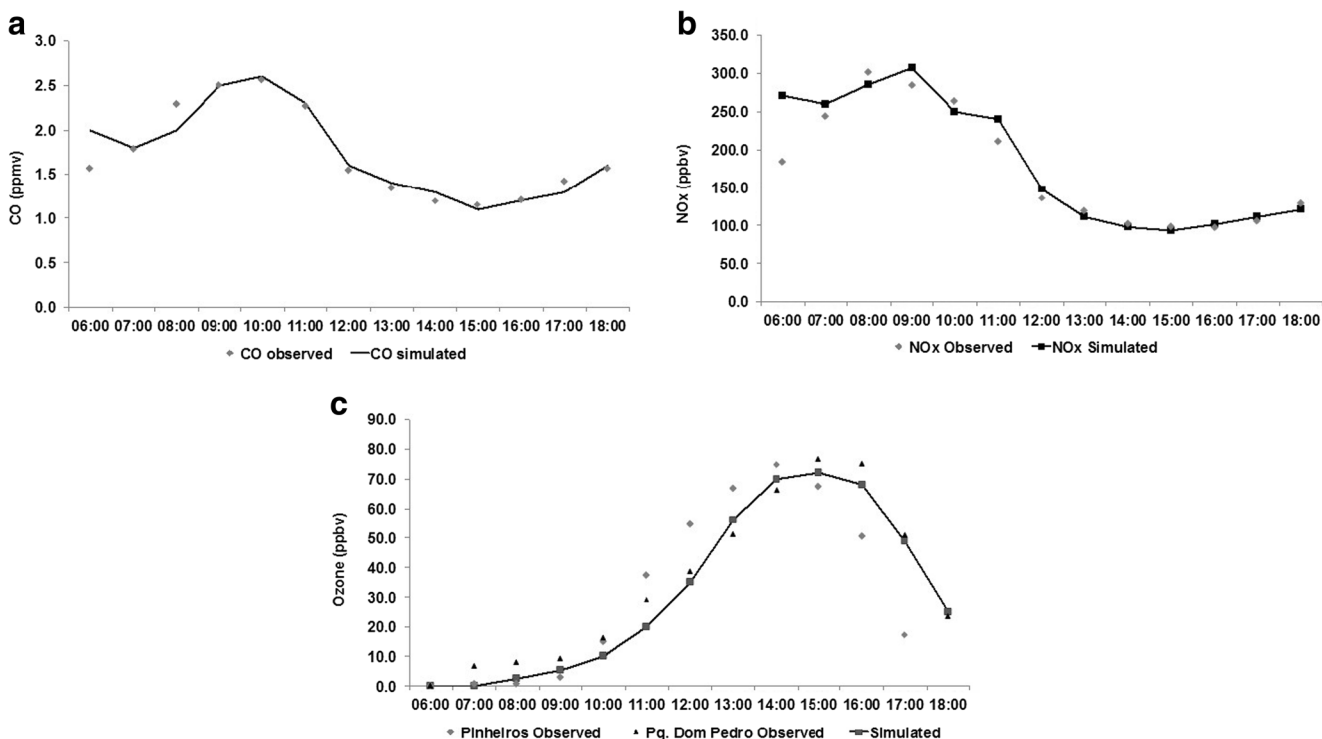 a
3.0
2.5
2.0
1.5
1.0
0.5
0.0
CO (ppmv)
06:00 07:00 08:00 09:00 10:00 11:00 12:00 13:00 14:00 15:00 16:00 17:00 18:00
CO observed CO simulated
b
350.0
300.0
250.0
200.0
150.0
100.0
50.0
0.0
NOx (ppbv)
06:00 07:00 08:00 09:00 10:00 11:00 12:00 13:00 14:00 15:00 16:00 17:00 18:00
NOx Observed NOx Simulated
c
90.0
80.0
70.0
60.0
50.0
40.0
30.0
20.0
10.0
0.0
Ozone (ppbv)
06:00 07:00 08:00 09:00 10:00 11:00 12:00 13:00 14:00 15:00 16:00 17:00 18:00
Pinheiros Observed Pq. Dom Pedro Observed Simulated